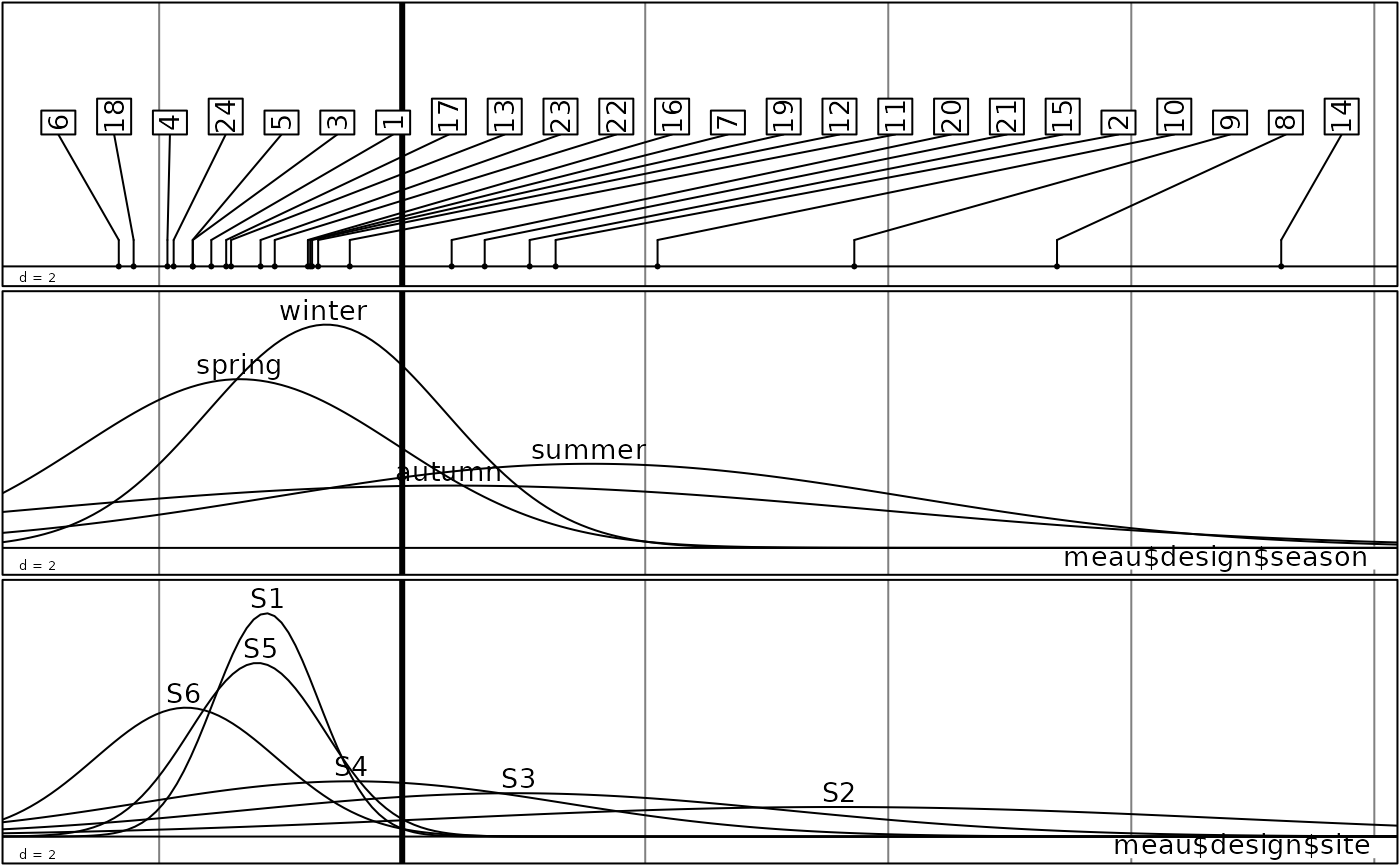 6 18 4 24 5 3 1 17 13 23 22 16 7 19 12 11 20 21 15 2 10 9 8 14
d = 2
winter
spring
summer
autumn
meau$design$season
d = 2
S1
S5
S6
S4
S3
S2
meau$design$site
d = 2